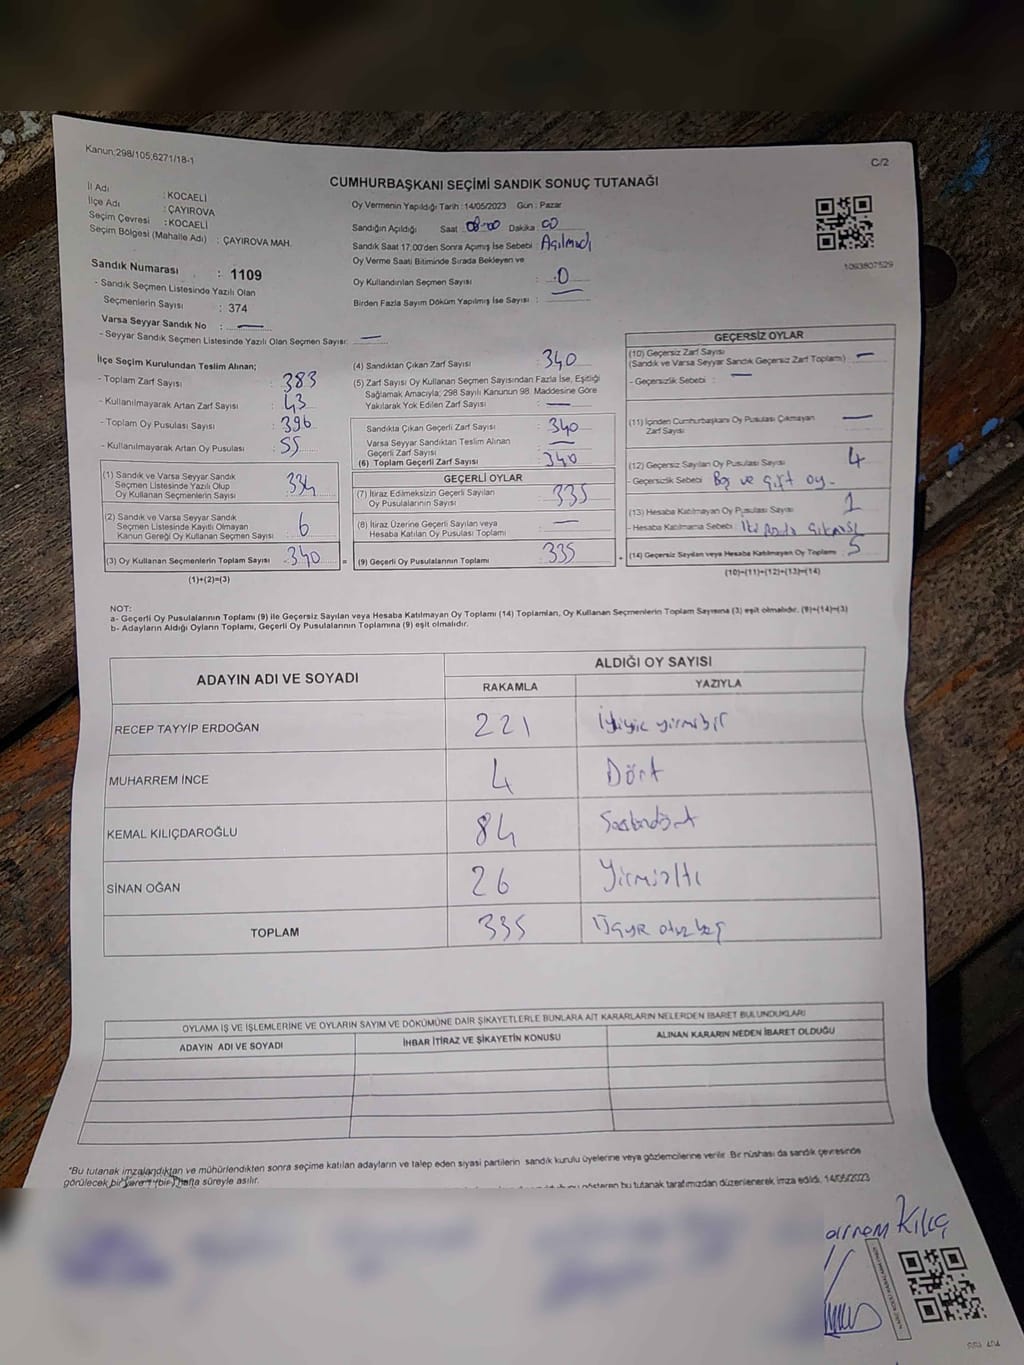 Kanun:298/105,6271/18-1
C/2
CUMHURBAŞKANI SEÇİMİ SANDIK SONUÇ TUTANAĞI
İl Adı : KOCAELİ
İlçe Adı : ÇAYIROVA
Seçim Çevresi : KOCAELİ
Seçim Bölgesi (Mahalle Adı) : ÇAYIROVA MAH.
Oy Vermenin Yapıldığı Tarih : 14/05/2023 Gün : Pazar
Sandığın Açıldığı Saat : 08:00 Dakika : 00
Sandık Saat 17:00'den Sonra Açımış İse Sebebi : Açılmadı
Oy Verme Saati Bitiminde Sırada Bekleyen ve
Oy Kullandırılan Seçmen Sayısı : 0
Birden Fazla Sayım Döküm Yapılmış İse Sayısı :
1093807529
Sandık Numarası : 1109
- Sandık Seçmen Listesinde Yazılı Olan
Seçmenlerin Sayısı : 374
Varsa Seyyar Sandık No : —
- Seyyar Sandık Seçmen Listesinde Yazılı Olan Seçmen Sayısı: —
İlçe Seçim Kurulundan Teslim Alınan;
- Toplam Zarf Sayısı : 383
- Kullanılmayarak Artan Zarf Sayısı : 43
- Toplam Oy Pusulası Sayısı : 396
- Kullanılmayarak Artan Oy Pusulası : 55
(1) Sandık ve Varsa Seyyar Sandık
Seçmen Listesinde Yazılı Olup
Oy Kullanan Seçmenlerin Sayısı 334
(2) Sandık ve Varsa Seyyar Sandık
Seçmen Listesinde Kayıtlı Olmayan
Kanun Gereği Oy Kullanan Seçmen Sayısı 6
(3) Oy Kullanan Seçmenlerin Toplam Sayısı 340 =
(1)+(2)=(3)
(4) Sandıktan Çıkan Zarf Sayısı : 340
(5) Zarf Sayısı Oy Kullanan Seçmen Sayısından Fazla İse, Eşitliği
Sağlamak Amacıyla; 298 Sayılı Kanunun 98. Maddesine Göre
Yakılarak Yok Edilen Zarf Sayısı : —
Sandıkta Çıkan Geçerli Zarf Sayısı : 340
Varsa Seyyar Sandıktan Teslim Alınan
Geçerli Zarf Sayısı : —
(6) Toplam Geçerli Zarf Sayısı : 340
GEÇERLİ OYLAR
(7) İtiraz Edilmeksizin Geçerli Sayılan
Oy Pusulalarının Sayısı : 335
(8) İtiraz Üzerine Geçerli Sayılan veya
Hesaba Katılan Oy Pusulası Toplamı : —
(9) Geçerli Oy Pusulalarının Toplamı : 335 +
GEÇERSİZ OYLAR
(10) Geçersiz Zarf Sayısı
(Sandık ve Varsa Seyyar Sandık Geçersiz Zarf Toplamı) : —
- Geçersizlik Sebebi : —
(11) İçinden Cumhurbaşkanı Oy Pusulası Çıkmayan
Zarf Sayısı —
(12) Geçersiz Sayılan Oy Pusulası Sayısı : 4
- Geçersizlik Sebebi : Boş ve çift oy-
(13) Hesaba Katılmayan Oy Pusulası Sayısı : 1
- Hesaba Katılmama Sebebi :
(14) Geçersiz Sayılan veya Hesaba Katılmayan Oy Toplamı : 5
(10)+(11)+(12)+(13)=(14)
NOT:
a- Geçerli Oy Pusulalarının Toplamı (9) ile Geçersiz Sayılan veya Hesaba Katılmayan Oy Toplamı (14) Toplamları, Oy Kullanan Seçmenlerin Toplam Sayısına (3) eşit olmalıdır. (9)+(14)=(3)
b- Adayların Aldığı Oyların Toplamı, Geçerli Oy Pusulalarının Toplamına (9) eşit olmalıdır.
ADAYIN ADI VE SOYADI
ALDIĞI OY SAYISI
RAKAMLA YAZIYLA
RECEP TAYYİP ERDOĞAN 221 İkiyüz yirmibir
MUHARREM İNCE 4 Dört
KEMAL KILIÇDAROĞLU 84 Seksendört
SİNAN OĞAN 26 Yirmialtı
TOPLAM 335 Üçyüz otuz beş
OYLAMA İŞ VE İŞLEMLERİNE VE OYLARIN SAYIM VE DÖKÜMÜNE DAİR ŞİKAYETLERLE BUNLARA AİT KARARLARIN NELERDEN İBARET BULUNDUKLARI
ADAYIN ADI VE SOYADI İHBAR İTİRAZ VE ŞİKAYETİN KONUSU ALINAN KARARIN NEDEN İBARET OLDUĞU
*Bu tutanak imzalandıktan ve mühürlendikten sonra seçime katılan adayların ve talep eden siyasi partilerin sandık kurulu üyelerine veya gözlemcilerine verilir. Bir nüshası da sandık çevresinde
görülecek bir yere 1 (bir) hafta süreyle asılır.
gösteren bu tutanak tarafımızdan düzenlenerek imza edildi. 14/05/2023
Kılıç